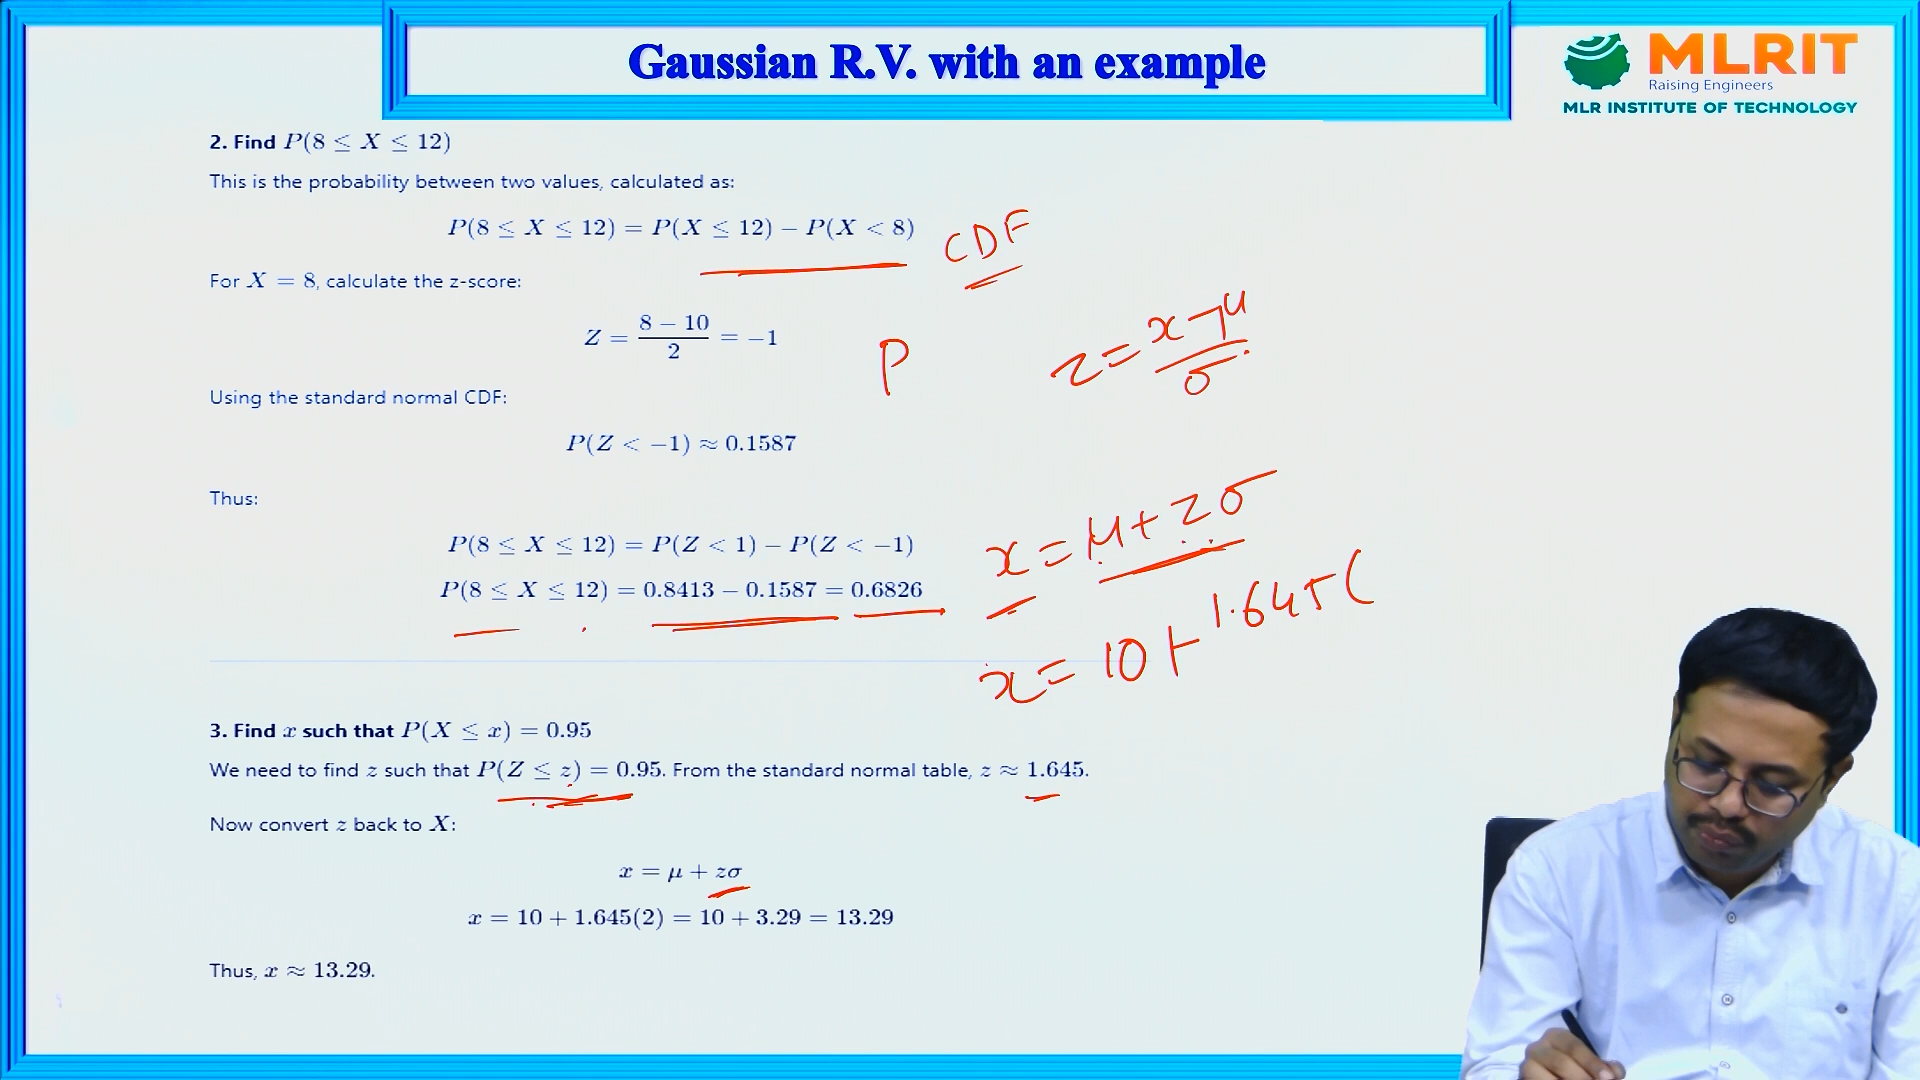 Gaussian R.V. with an example
MLRIT
Raising Engineers
MLR INSTITUTE OF TECHNOLOGY
2. Find P(8 ≤ X ≤ 12)
This is the probability between two values, calculated as:
P(8 ≤ X ≤ 12) = P(X ≤ 12) − P(X < 8)
CDF
For X = 8, calculate the z-score:
Z = (8 − 10)/2 = −1
P
z = (x − μ)/σ
Using the standard normal CDF:
P(Z < −1) ≈ 0.1587
Thus:
P(8 ≤ X ≤ 12) = P(Z < 1) − P(Z < −1)
P(8 ≤ X ≤ 12) = 0.8413 − 0.1587 = 0.6826
x = μ + zσ
x = 10 + 1.645(
3. Find x such that P(X ≤ x) = 0.95
We need to find z such that P(Z ≤ z) = 0.95. From the standard normal table, z ≈ 1.645.
Now convert z back to X:
x = μ + zσ
x = 10 + 1.645(2) = 10 + 3.29 = 13.29
Thus, x ≈ 13.29.